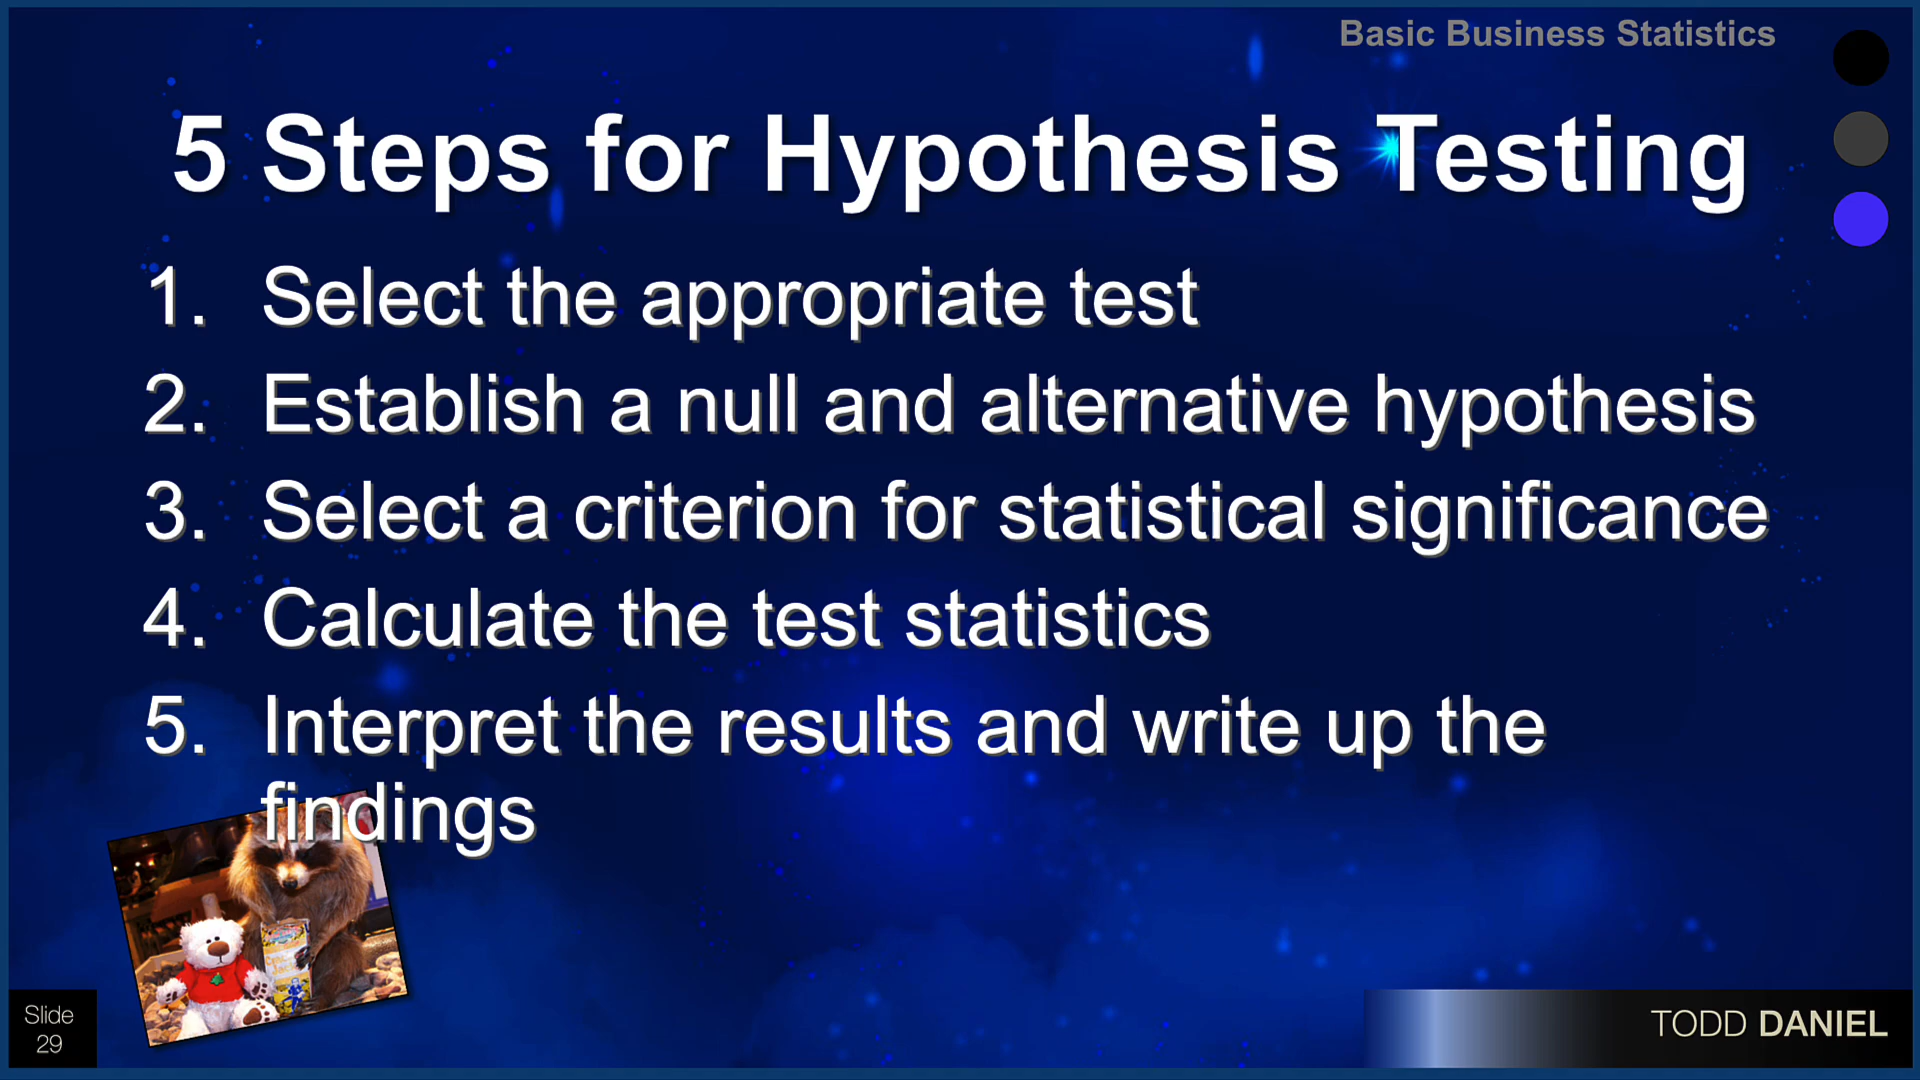 Basic Business Statistics
5 Steps for Hypothesis Testing
1. Select the appropriate test
2. Establish a null and alternative hypothesis
3. Select a criterion for statistical significance
4. Calculate the test statistics
5. Interpret the results and write up the
findings
Slide
29
TODD DANIEL